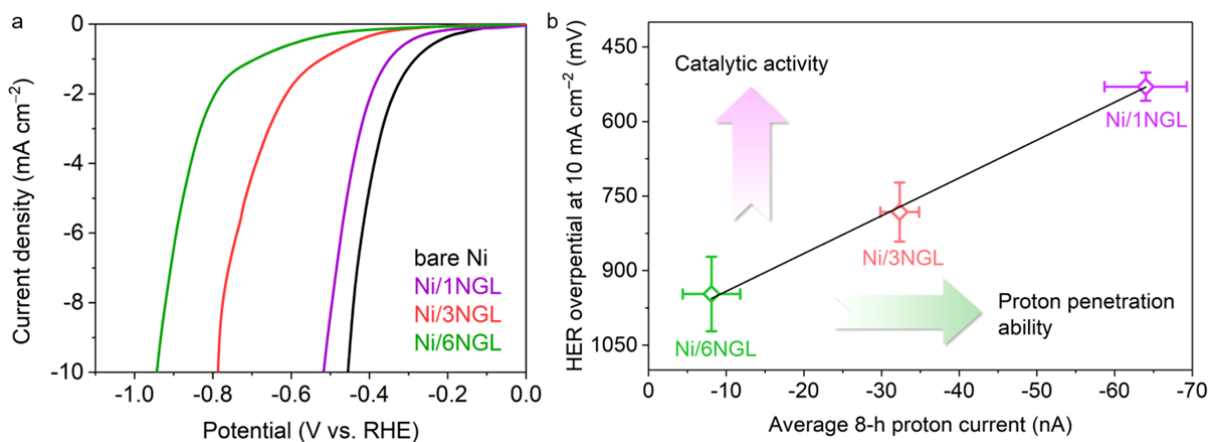 a
Current density (mA cm⁻²)
0
-2
-4
-6
-8
-10
bare Ni
Ni/1NGL
Ni/3NGL
Ni/6NGL
-1.0
-0.8
-0.6
-0.4
-0.2
0.0
Potential (V vs. RHE)
b
HER overpential at 10 mA cm⁻² (mV)
450
600
750
900
1050
Catalytic activity
Ni/1NGL
Ni/3NGL
Ni/6NGL
Proton penetration
ability
0
-10
-20
-30
-40
-50
-60
-70
Average 8-h proton current (nA)